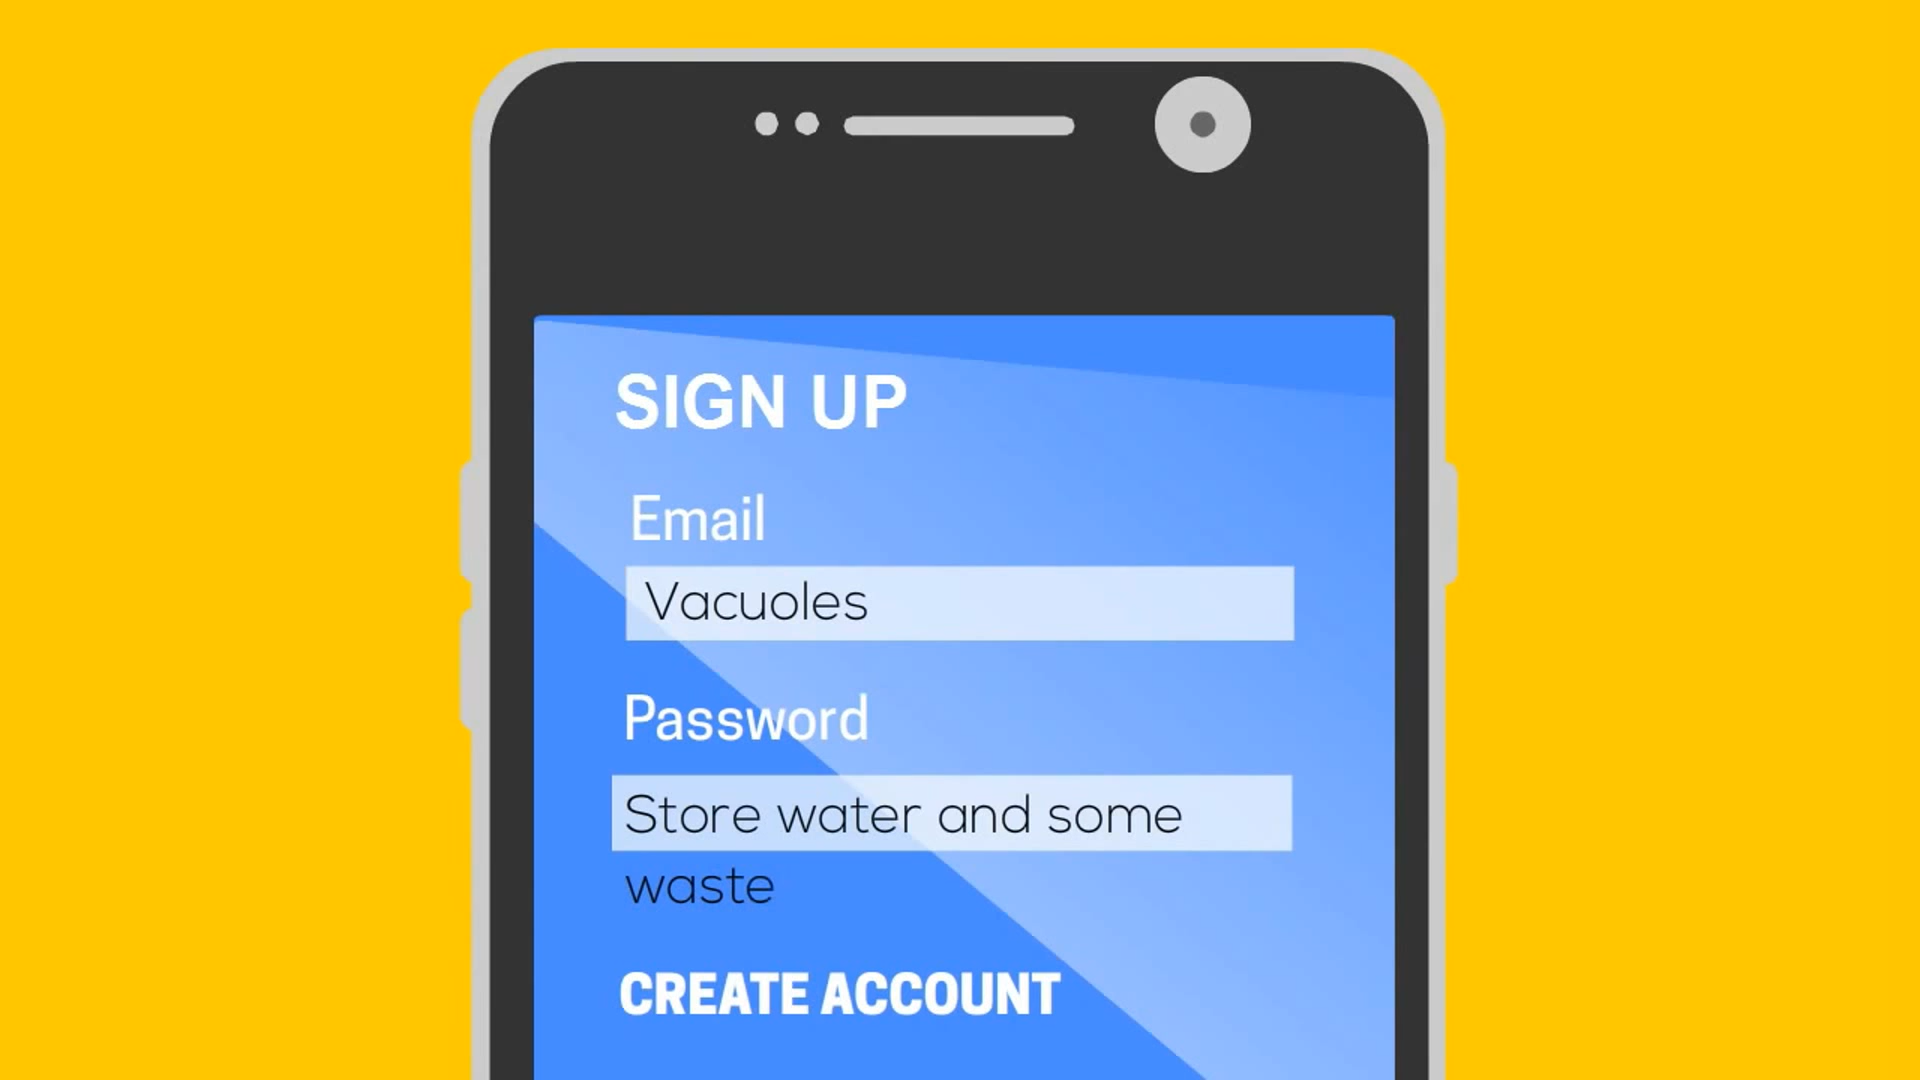 SIGN UP
Email
Vacuoles
Password
Store water and some
waste
CREATE ACCOUNT